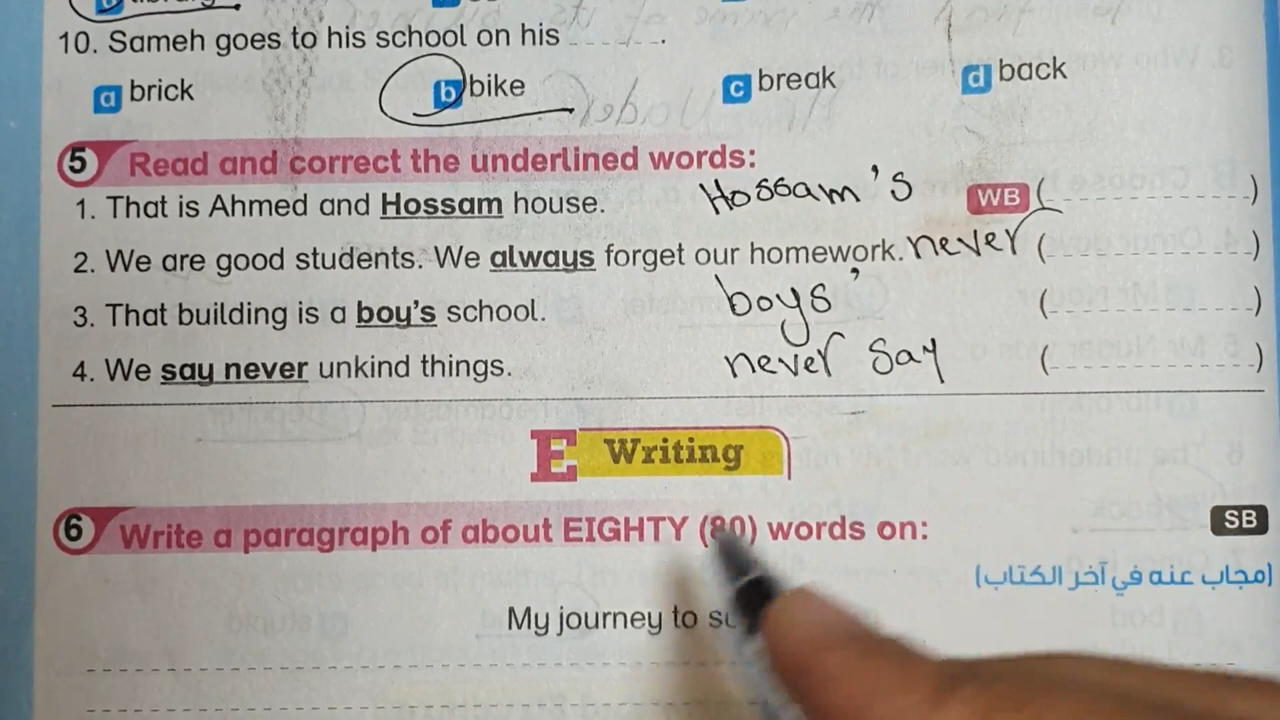 10. Sameh goes to his school on his _ _ _ _ _.
a brick b bike c break d back
5 Read and correct the underlined words:
1. That is Ahmed and Hossam house. Hossam's WB (_ _ _ _ _ _ _ _ _ _)
2. We are good students. We always forget our homework. never (_ _ _ _ _ _ _ _ _ _)
3. That building is a boy's school. boys' (_ _ _ _ _ _ _ _ _ _)
4. We say never unkind things. never say (_ _ _ _ _ _ _ _ _ _)
E Writing
6 Write a paragraph of about EIGHTY (80) words on: SB
(مجاب عنه في آخر الكتاب)
My journey to